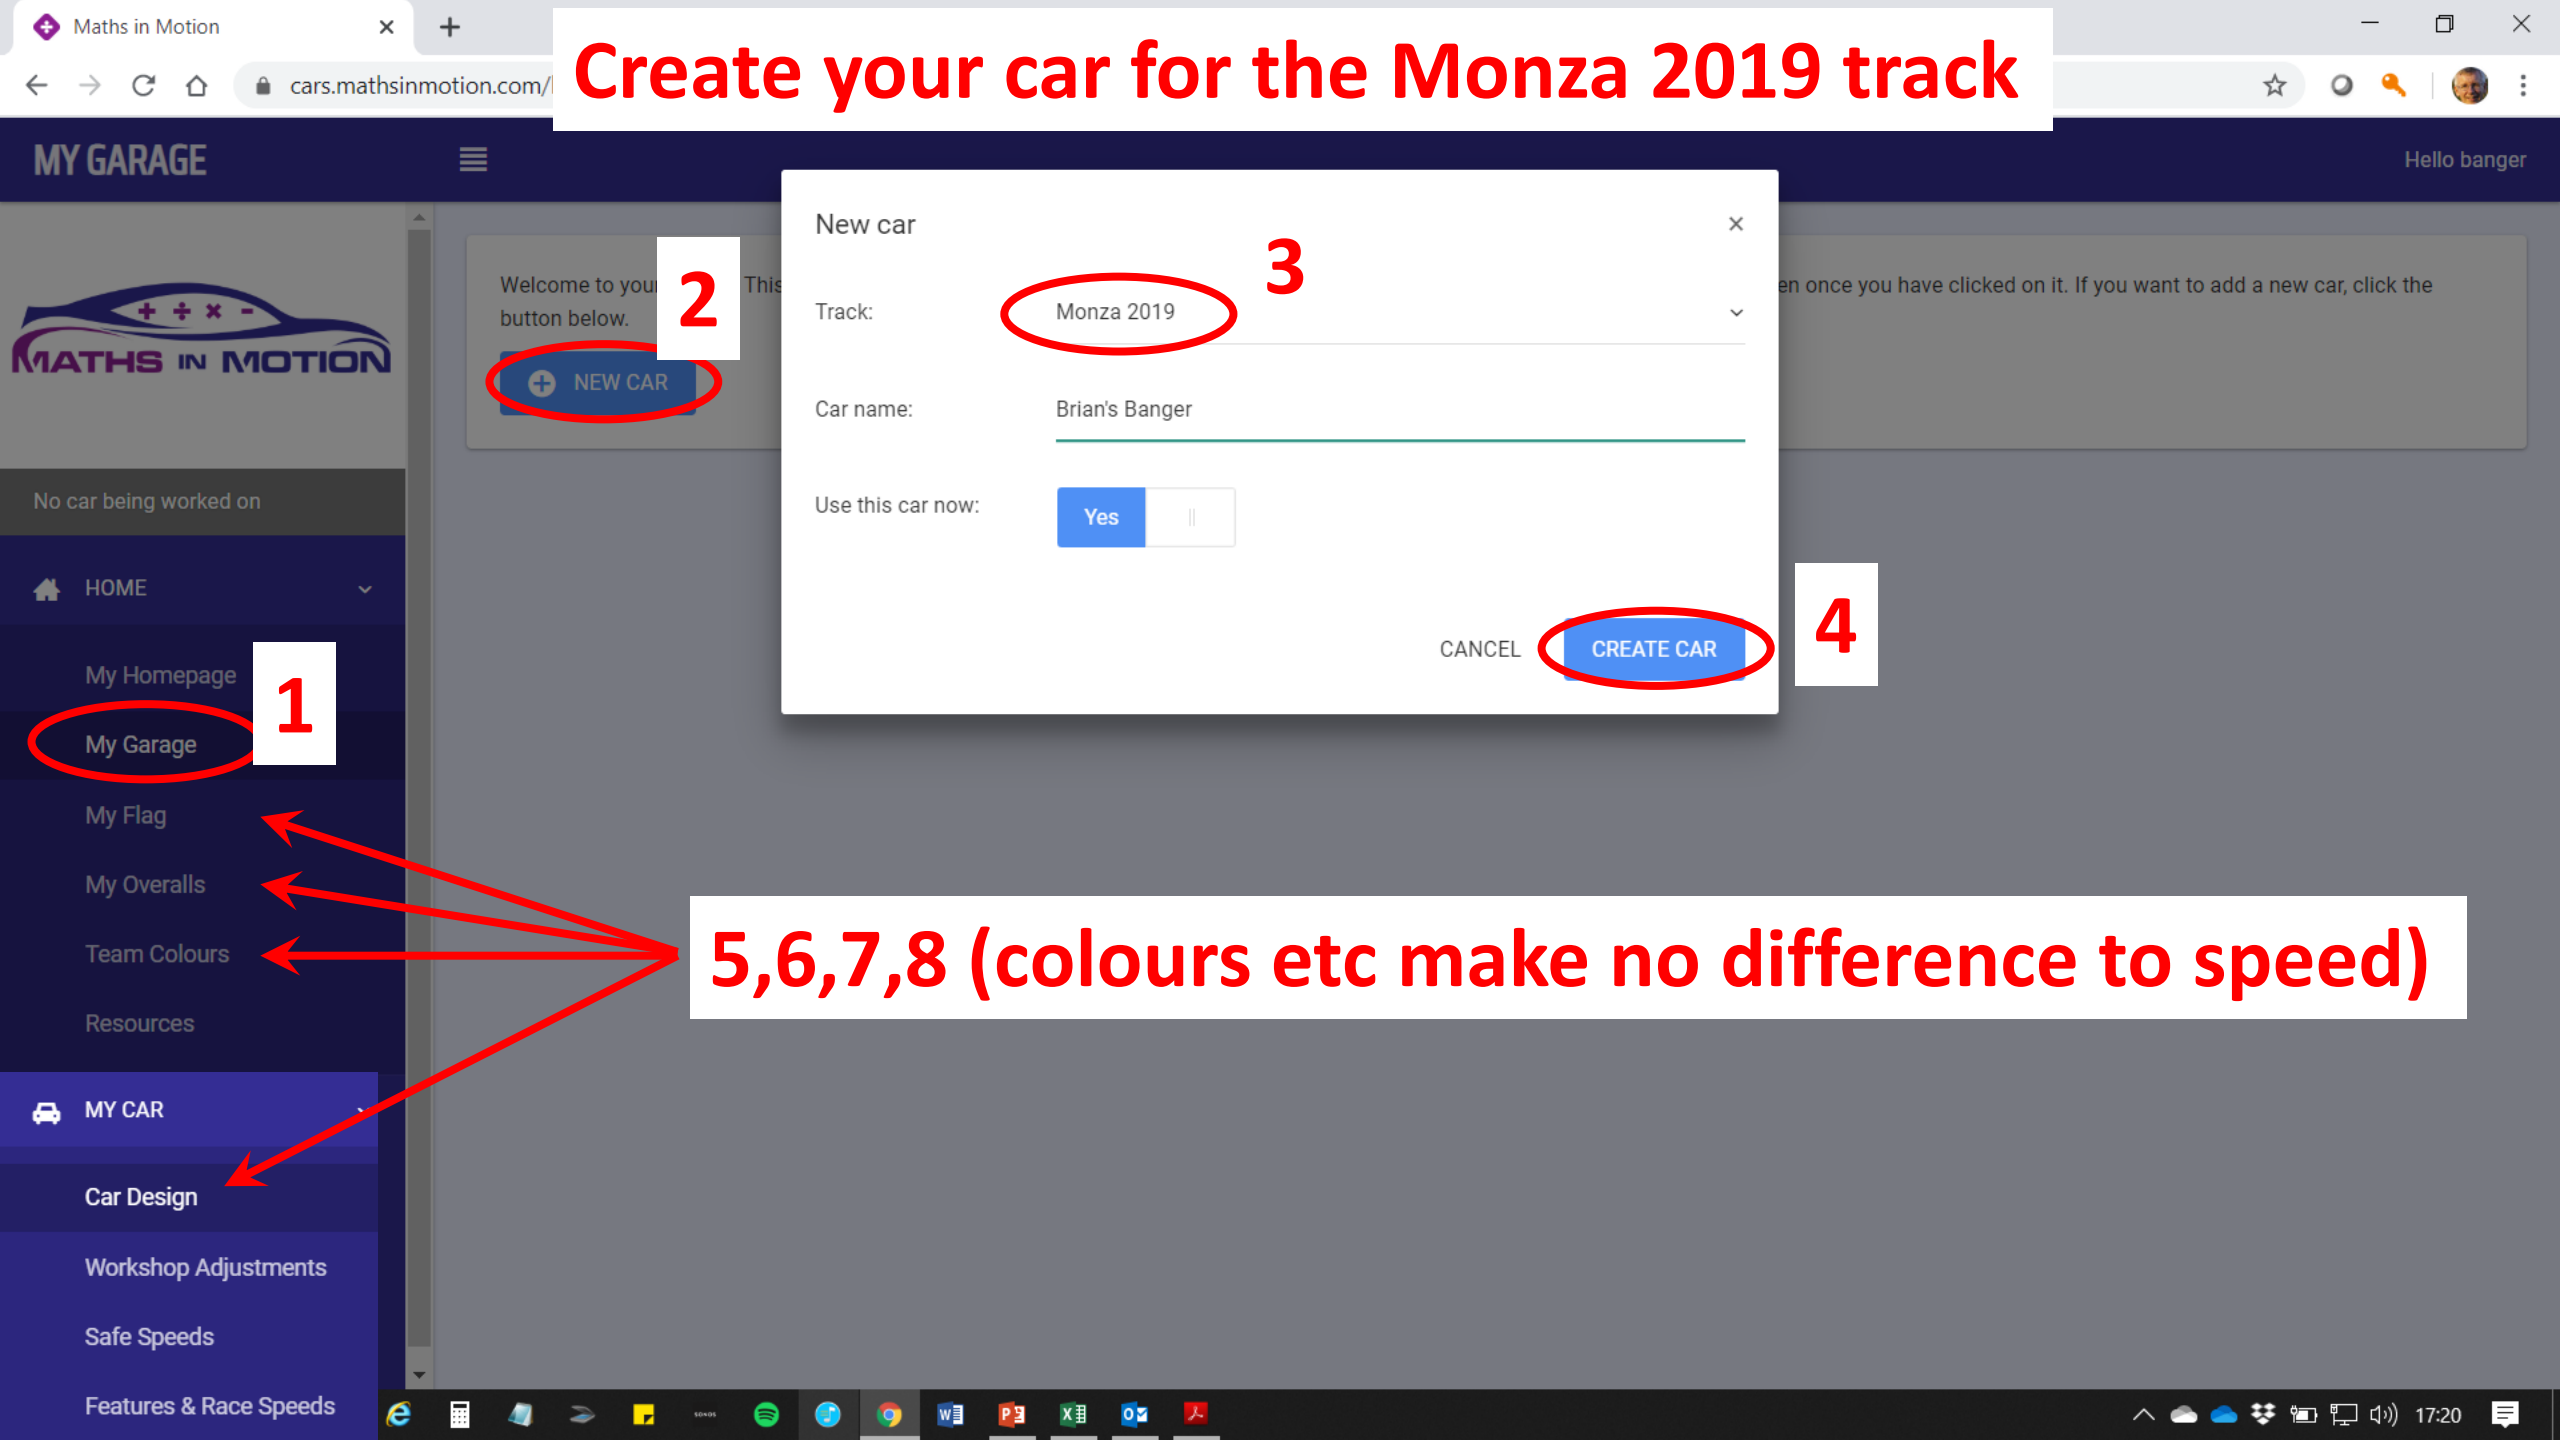 Maths in Motion
Create your car for the Monza 2019 track
cars.mathsinmotion.com/
MY GARAGE
Hello banger
New car
3
Welcome to your
2
This
en once you have clicked on it. If you want to add a new car, click the
button below.
Track:
Monza 2019
MATHS IN MOTION
NEW CAR
Car name:
Brian's Banger
No car being worked on
Use this car now:
Yes
HOME
4
CANCEL
CREATE CAR
My Homepage
1
My Garage
My Flag
My Overalls
5,6,7,8 (colours etc make no difference to speed)
Team Colours
Resources
MY CAR
Car Design
Workshop Adjustments
Safe Speeds
Features & Race Speeds
SONOS
17:20